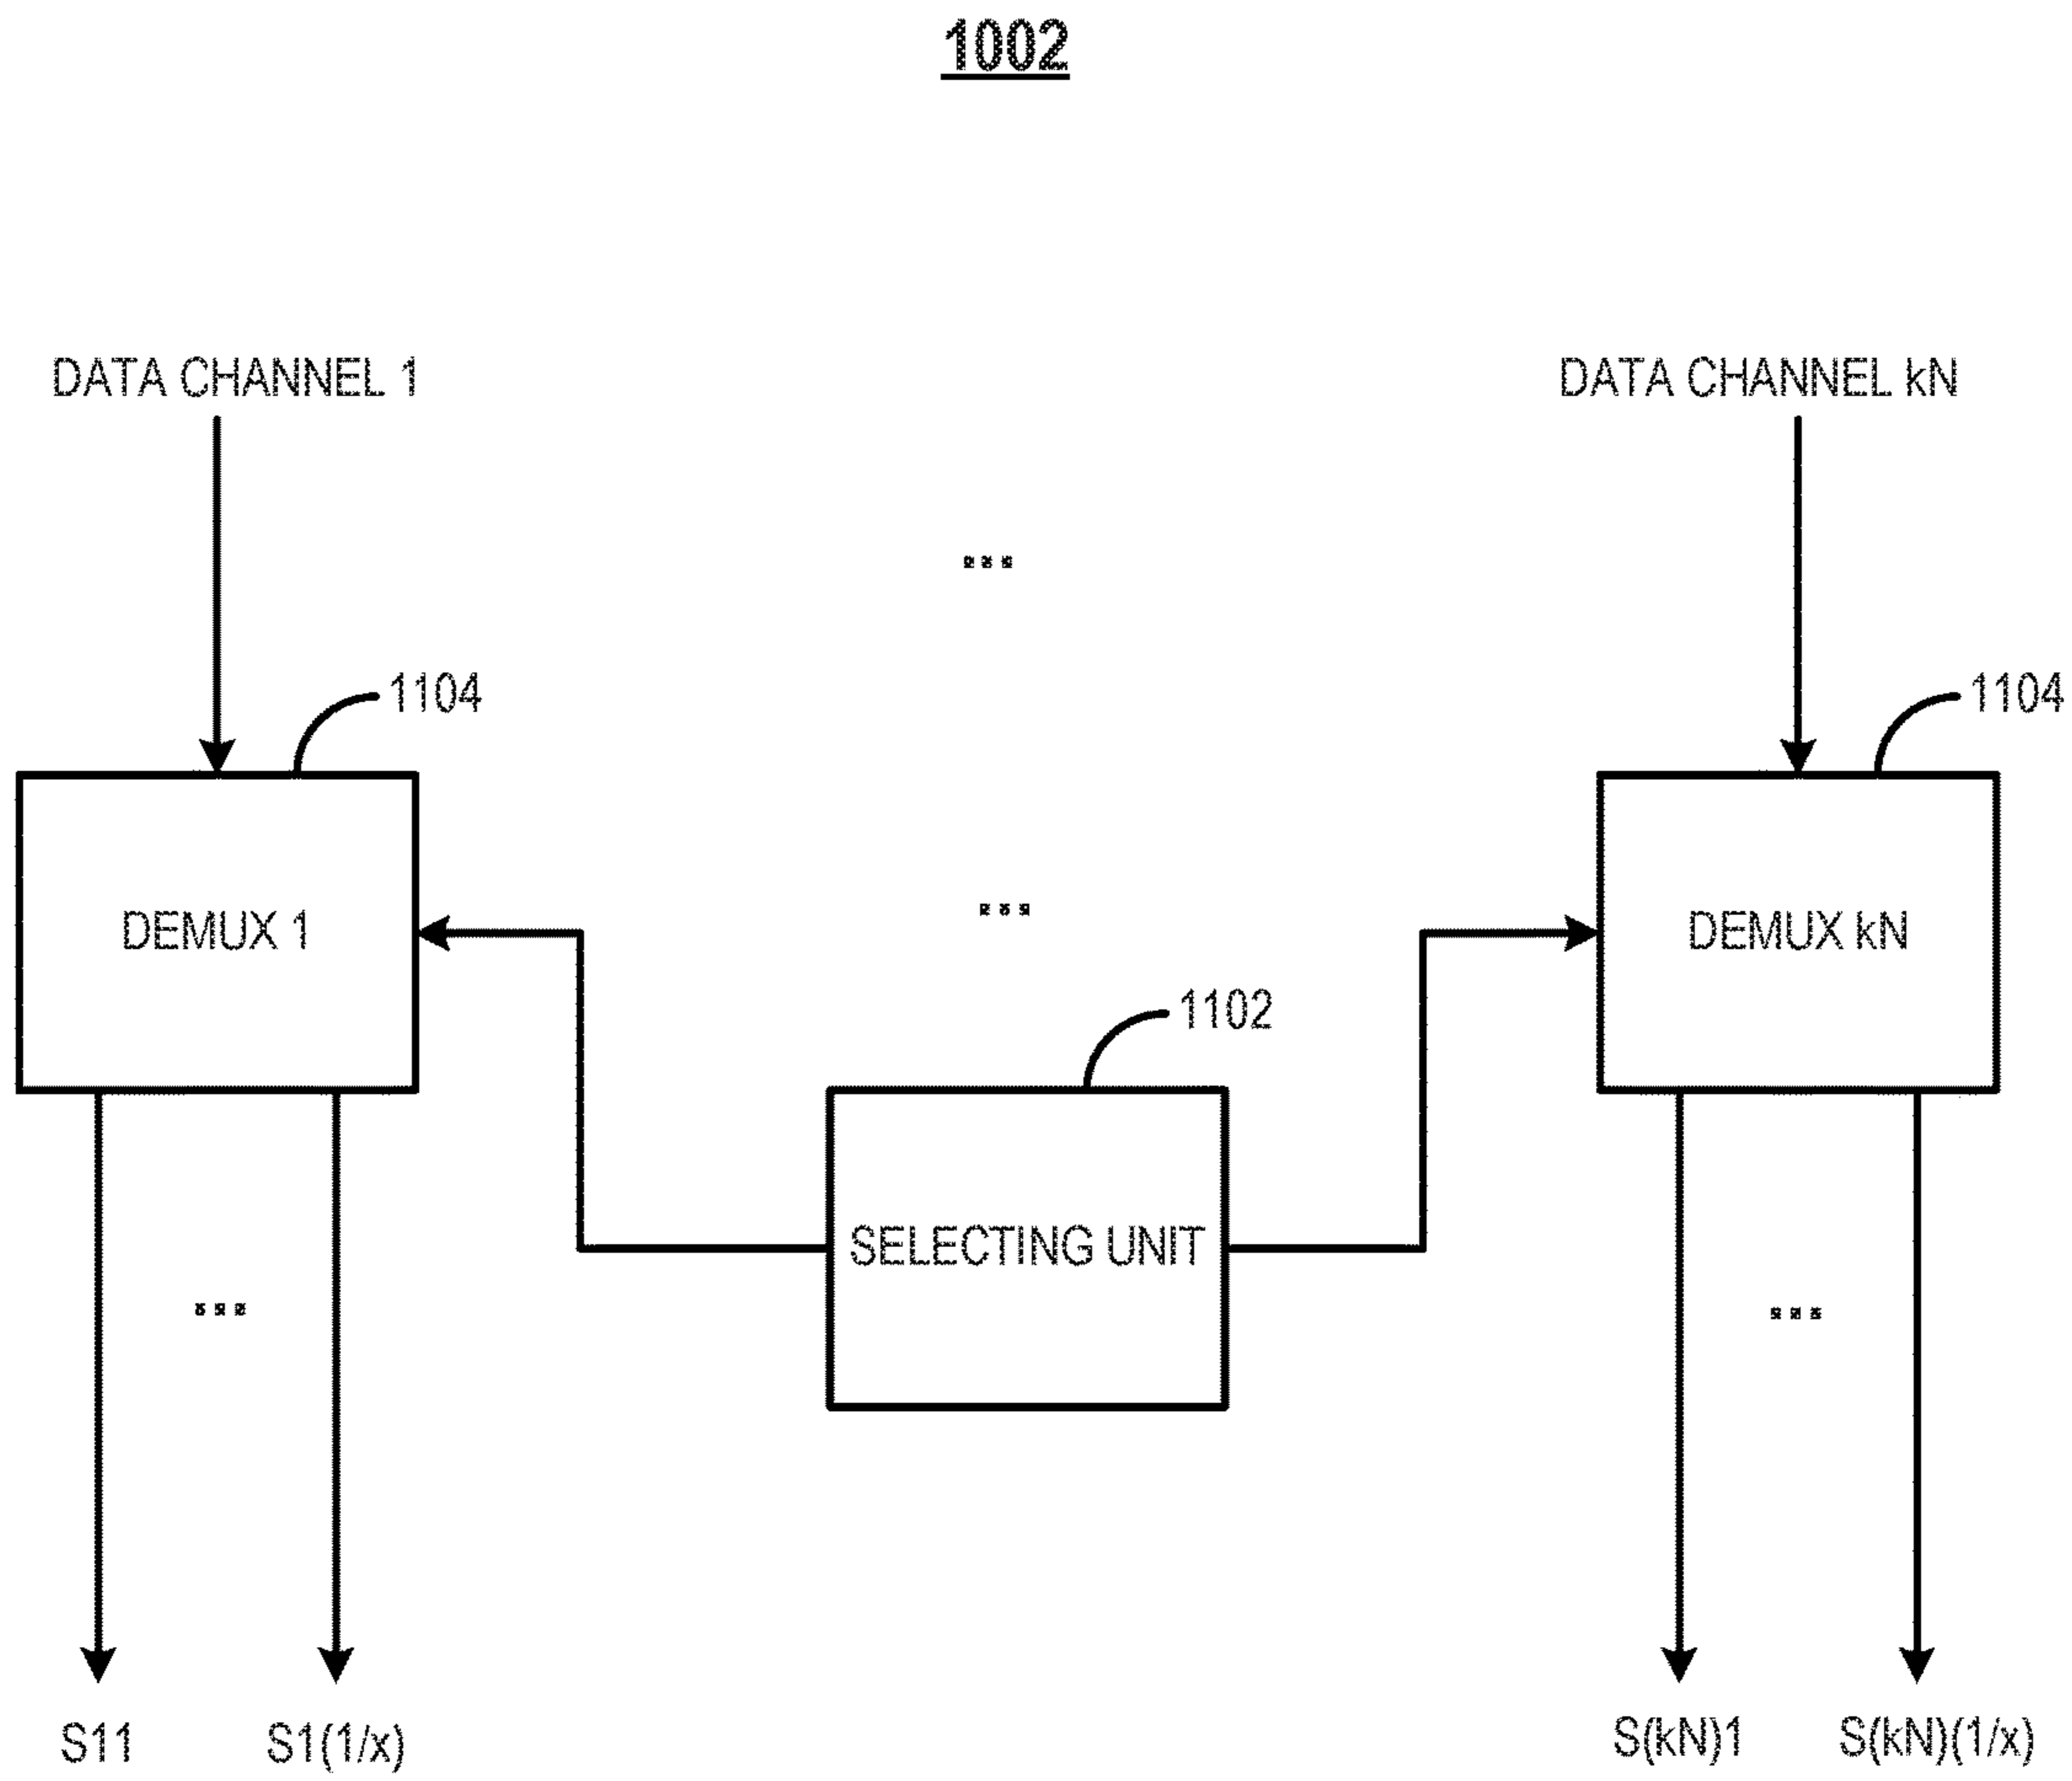 1002
DATA CHANNEL 1
DATA CHANNEL kN
...
1104
1104
DEMUX 1
...
DEMUX kN
1102
SELECTING UNIT
...
...
S11
S1(1/x)
S(kN)1
S(kN)(1/x)